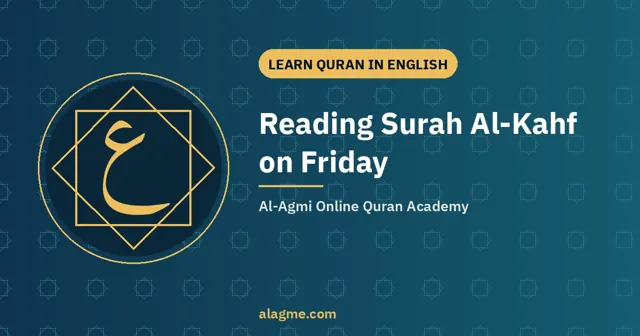 ع
LEARN QURAN IN ENGLISH
Reading Surah Al-Kahf
on Friday
Al-Agmi Online Quran Academy
alagme.com